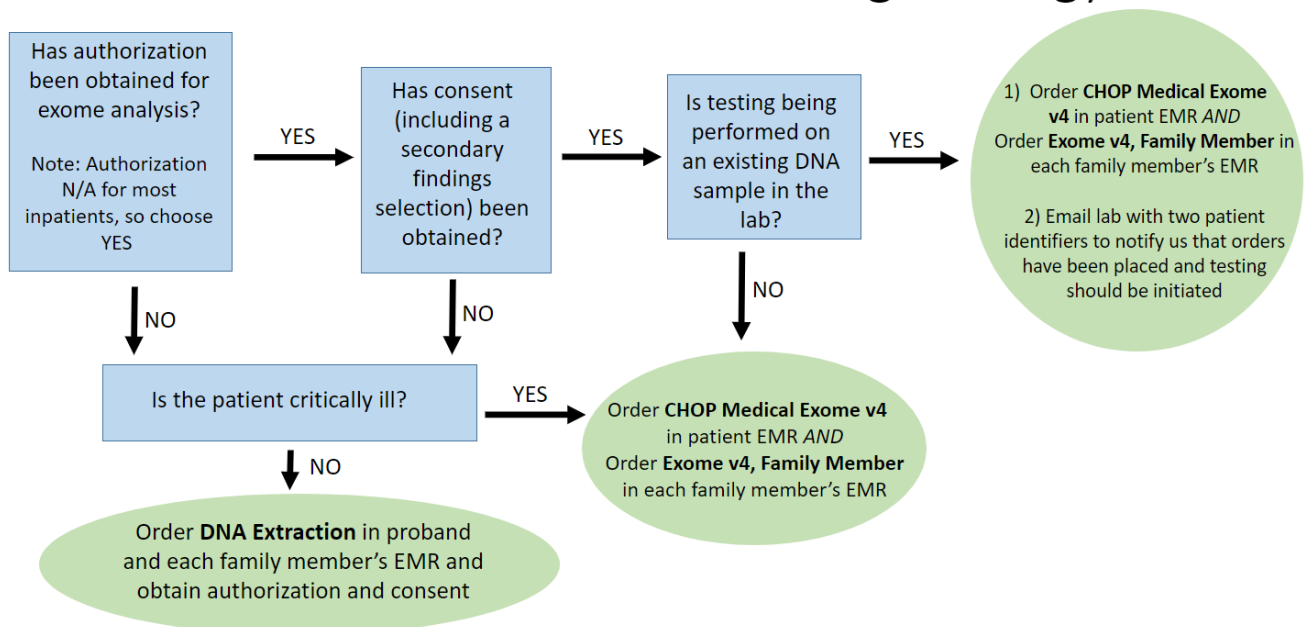 Has authorization
been obtained for
exome analysis?
Note: Authorization
N/A for most
inpatients, so choose
YES
YES
Has consent
(including a
secondary
findings
selection) been
obtained?
YES
Is testing being
performed on
an existing DNA
sample in the
lab?
YES
1) Order CHOP Medical Exome
v4 in patient EMR AND
Order Exome v4, Family Member in
each family member's EMR
2) Email lab with two patient
identifiers to notify us that orders
have been placed and testing
should be initiated
NO
NO
NO
Is the patient critically ill?
YES
Order CHOP Medical Exome v4
in patient EMR AND
Order Exome v4, Family Member
in each family member's EMR
NO
Order DNA Extraction in proband
and each family member's EMR and
obtain authorization and consent